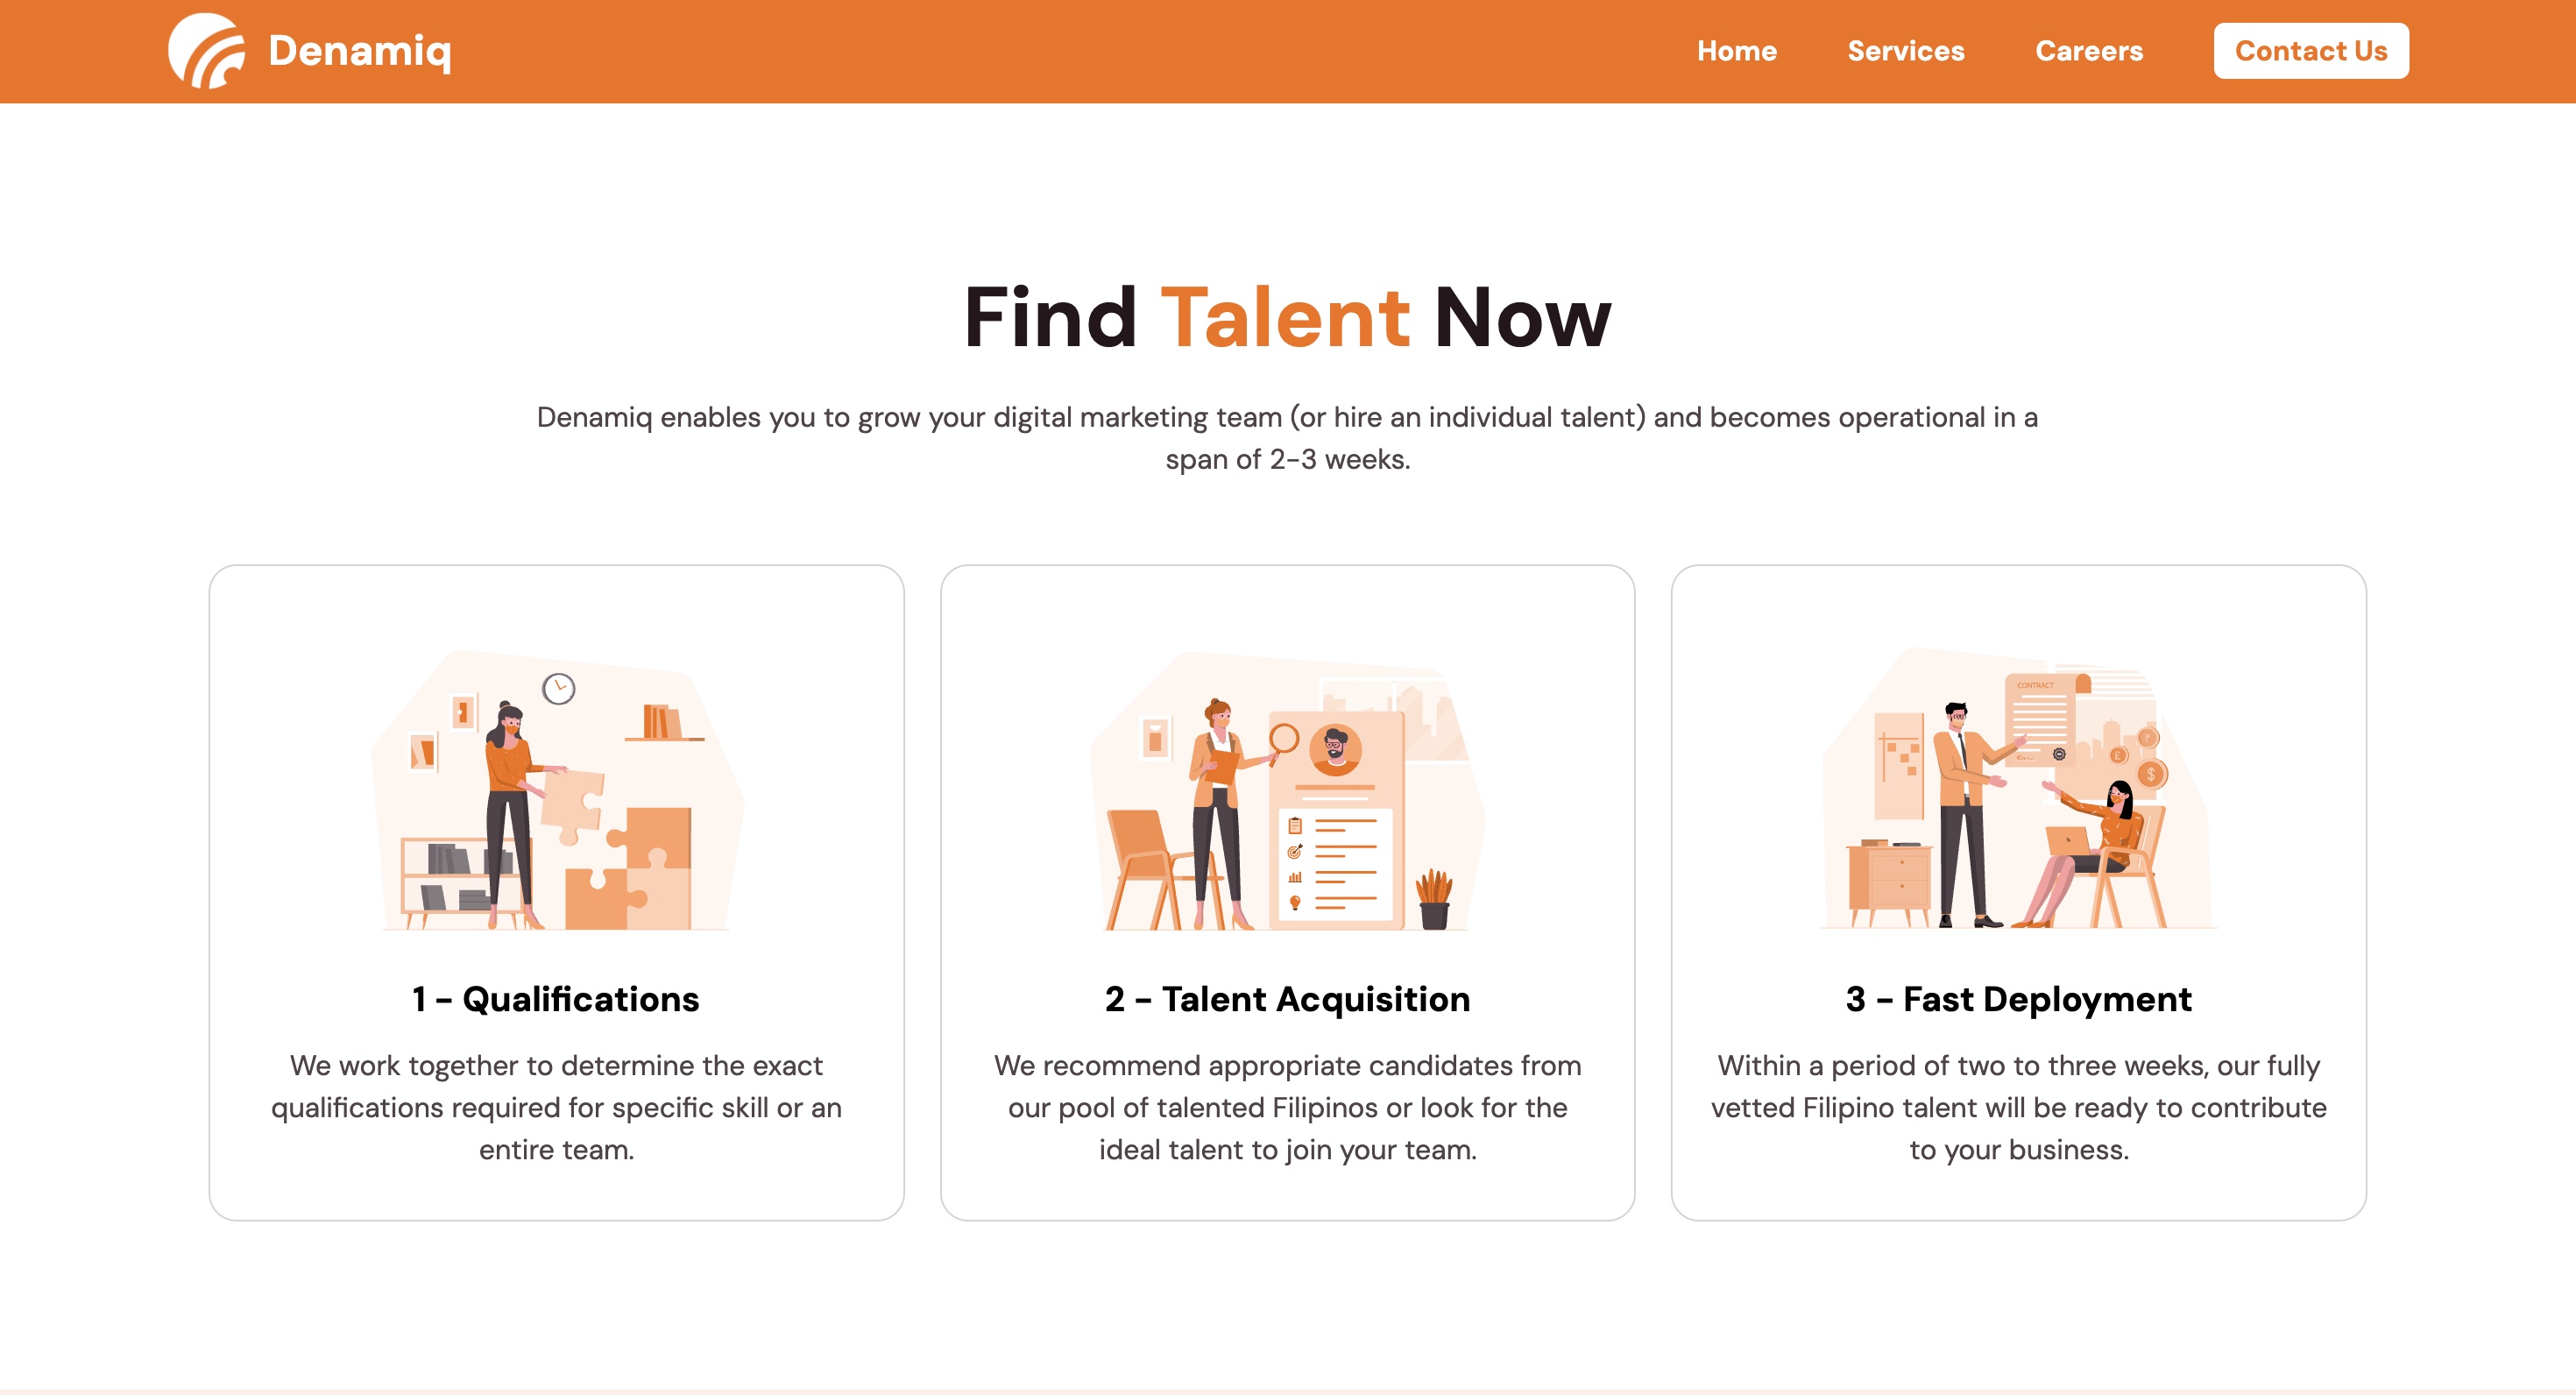 Denamiq
Home
Services
Careers
Contact Us
Find Talent Now
Denamiq enables you to grow your digital marketing team (or hire an individual talent) and becomes operational in a
span of 2-3 weeks.
CONTRACT
1 - Qualifications
We work together to determine the exact
qualifications required for specific skill or an
entire team.
2 - Talent Acquisition
We recommend appropriate candidates from
our pool of talented Filipinos or look for the
ideal talent to join your team.
3 - Fast Deployment
Within a period of two to three weeks, our fully
vetted Filipino talent will be ready to contribute
to your business.